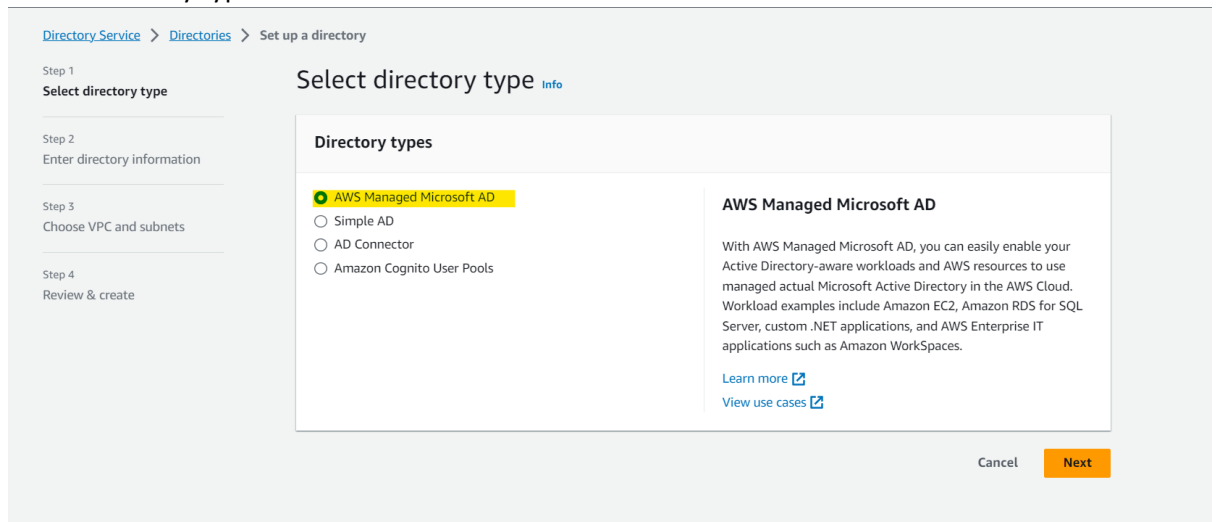 Directory Service > Directories > Set up a directory
Step 1
Select directory type
Step 2
Enter directory information
Step 3
Choose VPC and subnets
Step 4
Review & create
Select directory type Info
Directory types
AWS Managed Microsoft AD
Simple AD
AD Connector
Amazon Cognito User Pools
AWS Managed Microsoft AD
With AWS Managed Microsoft AD, you can easily enable your
Active Directory-aware workloads and AWS resources to use
managed actual Microsoft Active Directory in the AWS Cloud.
Workload examples include Amazon EC2, Amazon RDS for SQL
Server, custom .NET applications, and AWS Enterprise IT
applications such as Amazon WorkSpaces.
Learn more
View use cases
Cancel
Next